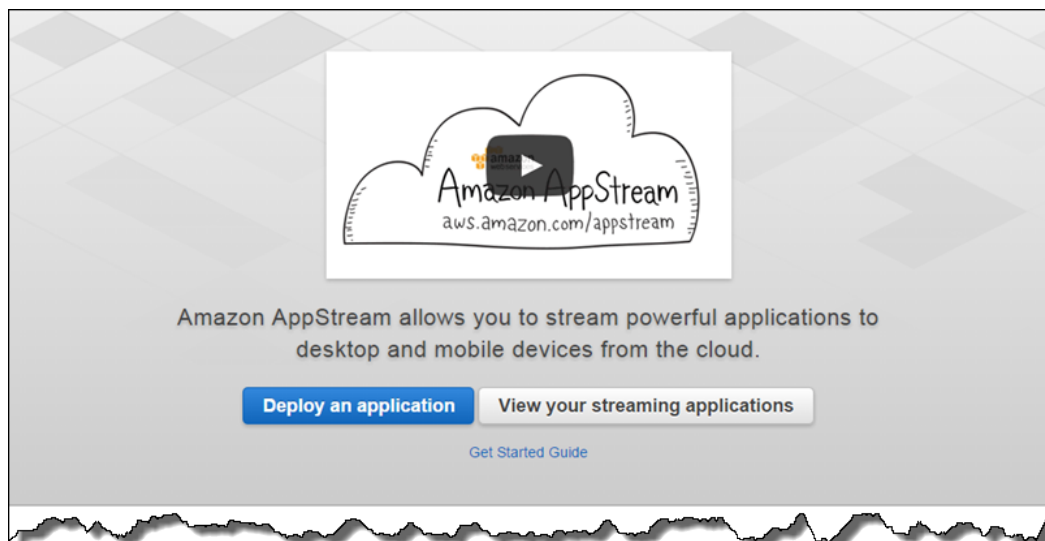 amazon
Amazon AppStream
aws.amazon.com/appstream
Amazon AppStream allows you to stream powerful applications to
desktop and mobile devices from the cloud.
Deploy an application
View your streaming applications
Get Started Guide